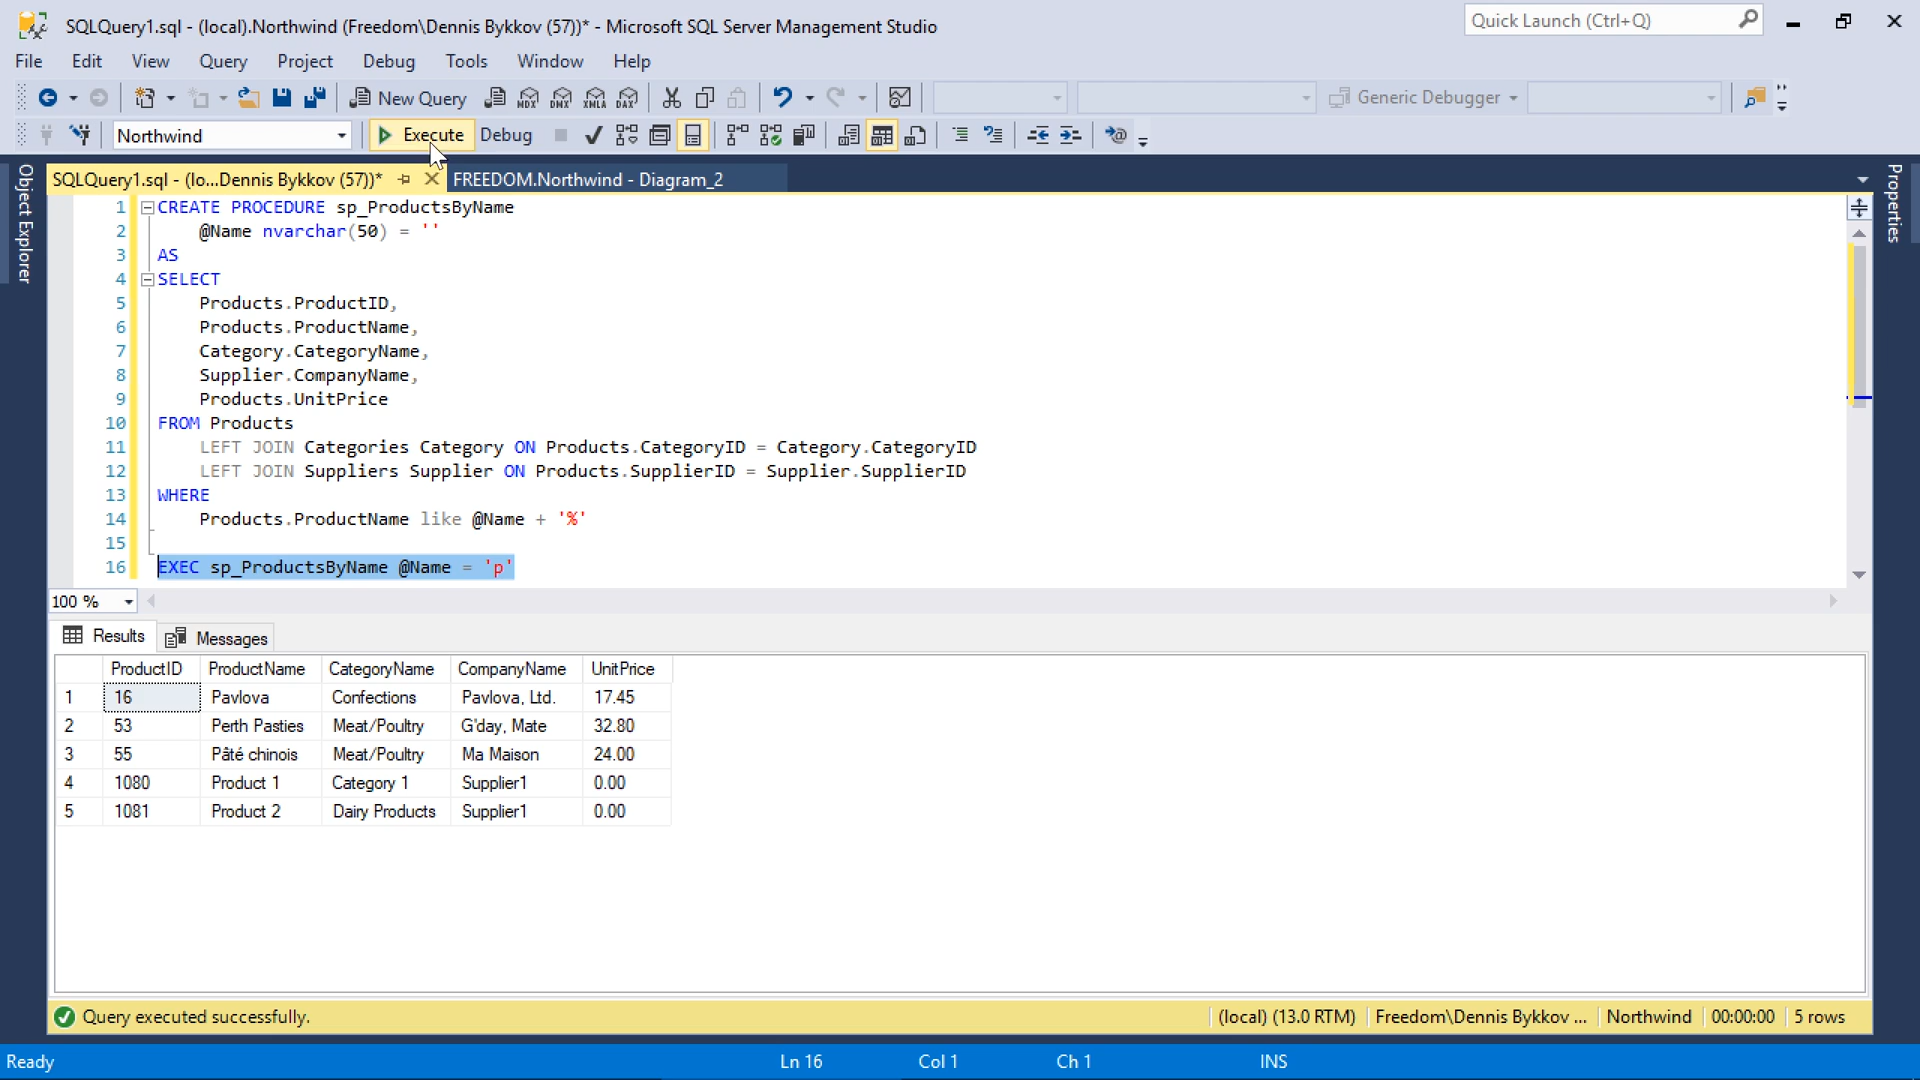 SQLQuery1.sql - (local).Northwind (Freedom\Dennis Bykkov (57))* - Microsoft SQL Server Management Studio
Quick Launch (Ctrl+Q)
File Edit View Query Project Debug Tools Window Help
New Query MDX DMX XMLA DAX Generic Debugger
Northwind Execute Debug
Object Explorer
SQLQuery1.sql - (lo...Dennis Bykkov (57))* FREEDOM.Northwind - Diagram_2
Properties
1 CREATE PROCEDURE sp_ProductsByName
2 @Name nvarchar(50) = ''
3 AS
4 SELECT
5 Products.ProductID,
6 Products.ProductName,
7 Category.CategoryName,
8 Supplier.CompanyName,
9 Products.UnitPrice
10 FROM Products
11 LEFT JOIN Categories Category ON Products.CategoryID = Category.CategoryID
12 LEFT JOIN Suppliers Supplier ON Products.SupplierID = Supplier.SupplierID
13 WHERE
14 Products.ProductName like @Name + '%'
15
16 EXEC sp_ProductsByName @Name = 'p'
100 %
Results Messages
ProductID ProductName CategoryName CompanyName UnitPrice
1 16 Pavlova Confections Pavlova, Ltd. 17.45
2 53 Perth Pasties Meat/Poultry G'day, Mate 32.80
3 55 Pâté chinois Meat/Poultry Ma Maison 24.00
4 1080 Product 1 Category 1 Supplier1 0.00
5 1081 Product 2 Dairy Products Supplier1 0.00
Query executed successfully. (local) (13.0 RTM) Freedom\Dennis Bykkov ... Northwind 00:00:00 5 rows
Ready Ln 16 Col 1 Ch 1 INS